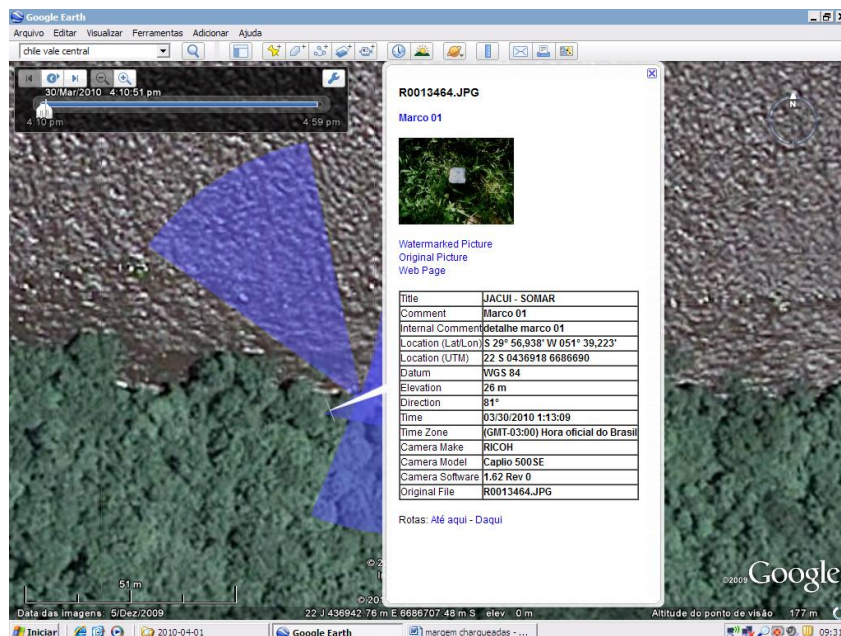 Google Earth
Arquivo Editar Visualizar Ferramentas Adicionar Ajuda
chile vale central
30/Mar/2010 4:10:51 pm
4:10 pm 4:59 pm
R0013464.JPG
Marco 01
Watermarked Picture
Original Picture
Web Page
Title JACUI - SOMAR
Comment Marco 01
Internal Comment detalhe marco 01
Location (Lat/Lon) S 29° 56,938' W 051° 39,223'
Location (UTM) 22 S 0436918 6686690
Datum WGS 84
Elevation 26 m
Direction 81°
Time 03/30/2010 1:13:09
Time Zone (GMT-03:00) Hora oficial do Brasil
Camera Make RICOH
Camera Model Caplio 500SE
Camera Software 1.62 Rev 0
Original File R0013464.JPG
Rotas: Até aqui - Daqui
N
51 m
©2009 Google
Data das imagens: 5/Dez/2009 22 J 436942.76 m E 6686707.48 m S elev 0 m Altitude do ponto de visão 177 m
Iniciar 2010-04-01 Google Earth margem charqueadas - ... 09:31